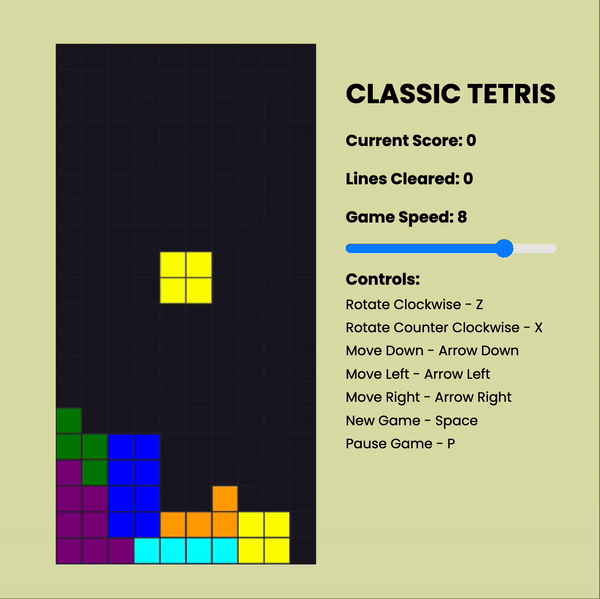 CLASSIC TETRIS
Current Score: 0
Lines Cleared: 0
Game Speed: 8
Controls:
Rotate Clockwise - Z
Rotate Counter Clockwise - X
Move Down - Arrow Down
Move Left - Arrow Left
Move Right - Arrow Right
New Game - Space
Pause Game - P